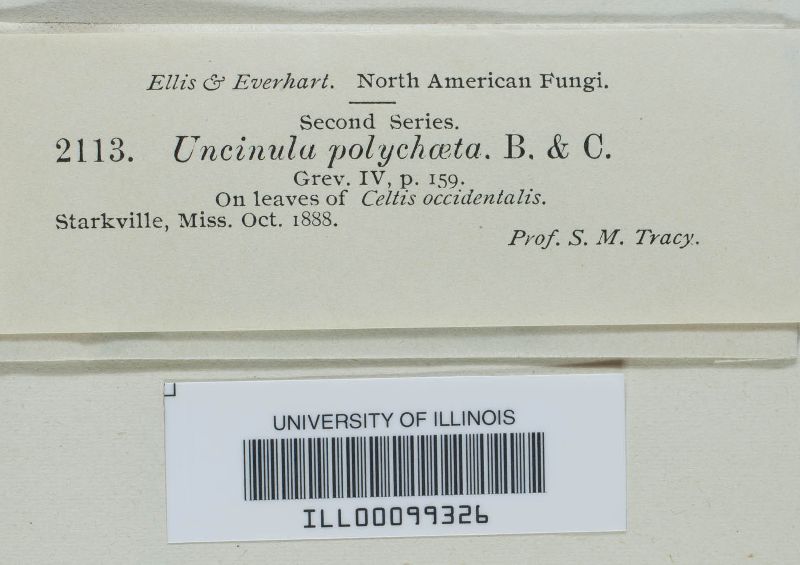 Ellis & Everhart. North American Fungi.
Second Series.
2113. Uncinula polychæta. B. & C.
Grev. IV, p. 159.
On leaves of Celtis occidentalis.
Starkville, Miss. Oct. 1888.
Prof. S. M. Tracy.
UNIVERSITY OF ILLINOIS
ILL00099326